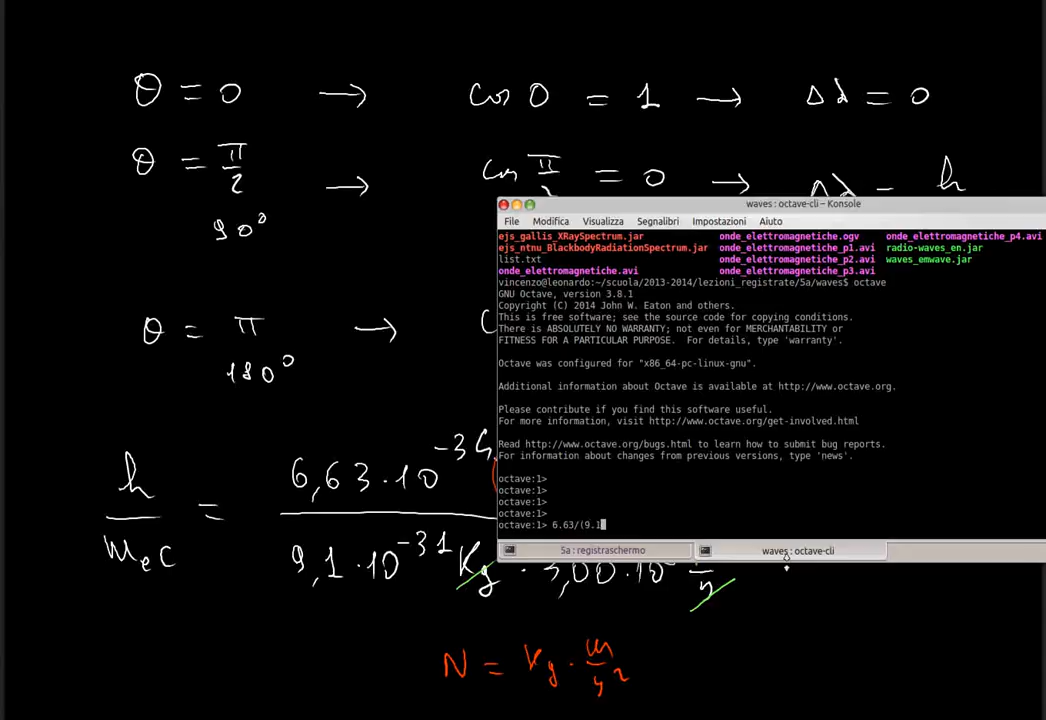 θ = 0 → cos 0 = 1 → Δλ = 0
θ = π/2 → cos π/2 = 0 → Δλ = h
90°
θ = π →
180°
h/mec = 6,63·10-34
9,1·10-31 Kg · 3,00·10
N = Kg · m/s2
waves : octave-cli – Konsole
File Modifica Visualizza Segnalibri Impostazioni Aiuto
ejs_gallis_XRaySpectrum.jar onde_elettromagnetiche.ogv onde_elettromagnetiche_p4.avi
ejs_ntnu_BlackbodyRadiationSpectrum.jar onde_elettromagnetiche_p1.avi radio-waves_en.jar
list.txt onde_elettromagnetiche_p2.avi waves_emwave.jar
onde_elettromagnetiche.avi onde_elettromagnetiche_p3.avi
vincenzo@leonardo:~/scuola/2013-2014/lezioni_registrate/5a/waves$ octave
GNU Octave, version 3.8.1
Copyright (C) 2014 John W. Eaton and others.
This is free software; see the source code for copying conditions.
There is ABSOLUTELY NO WARRANTY; not even for MERCHANTABILITY or
FITNESS FOR A PARTICULAR PURPOSE. For details, type 'warranty'.
Octave was configured for "x86_64-pc-linux-gnu".
Additional information about Octave is available at http://www.octave.org.
Please contribute if you find this software useful.
For more information, visit http://www.octave.org/get-involved.html
Read http://www.octave.org/bugs.html to learn how to submit bug reports.
For information about changes from previous versions, type 'news'.
octave:1>
octave:1>
octave:1>
octave:1>
octave:1> 6.63/(9.1
5a : registraschermo waves : octave-cli